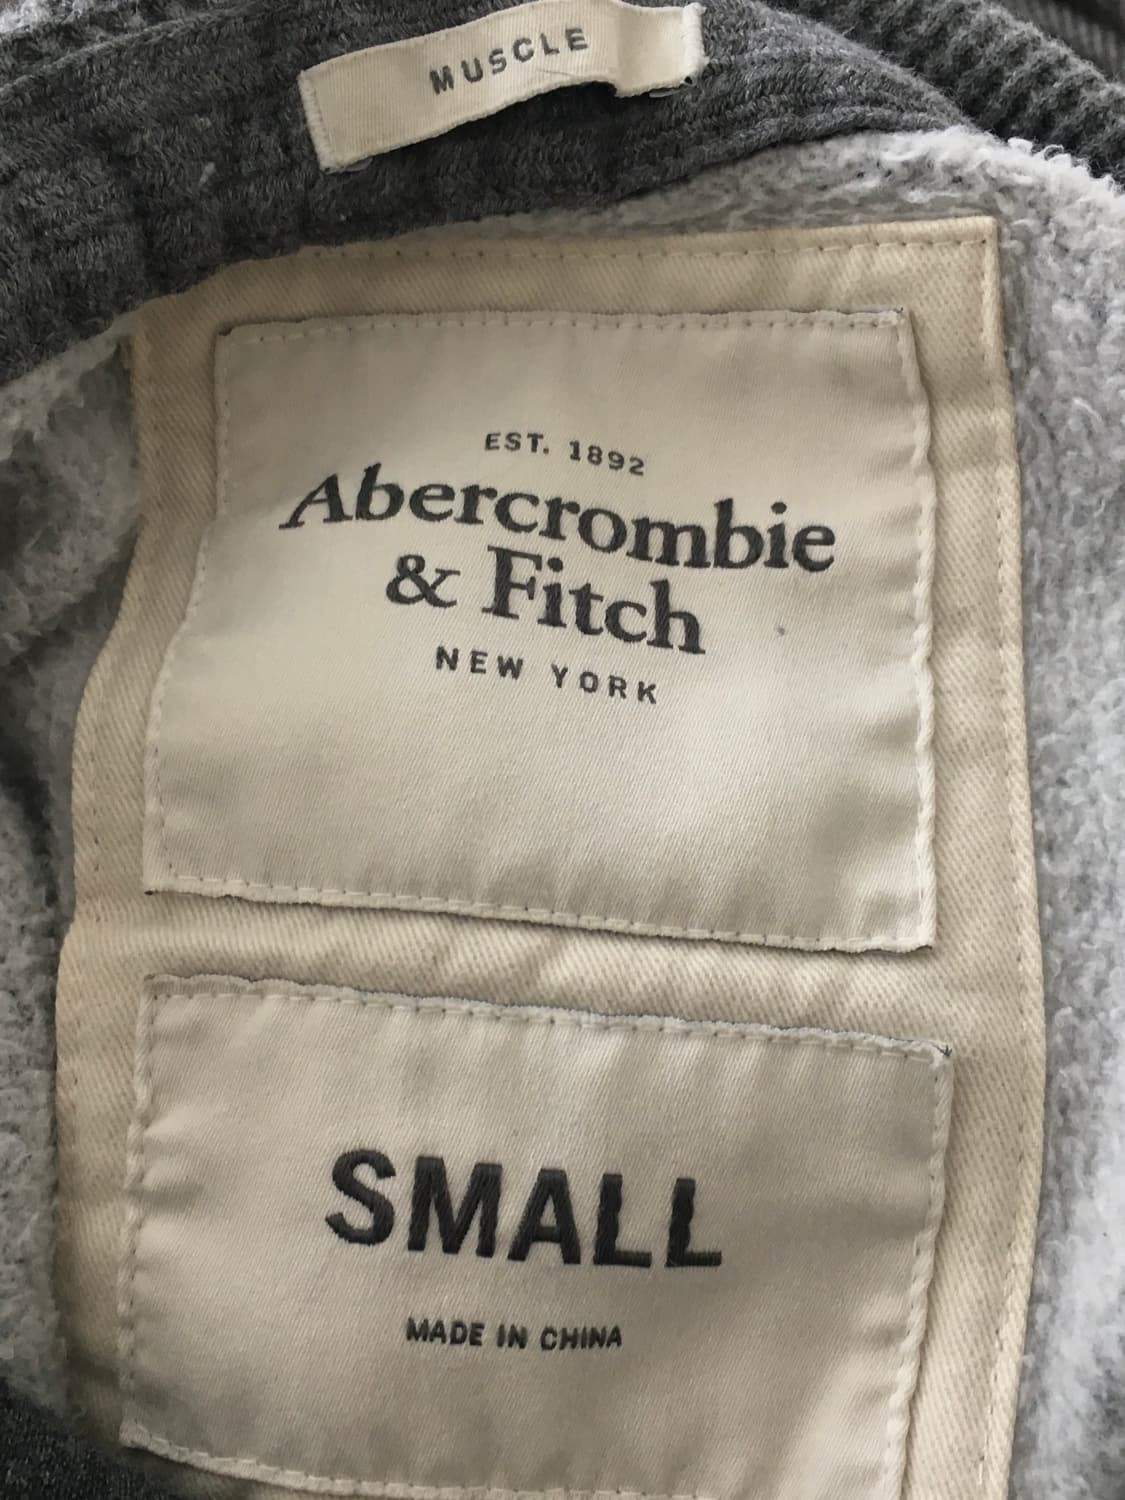 MUSCLE
EST. 1892
Abercrombie
& Fitch
NEW YORK
SMALL
MADE IN CHINA